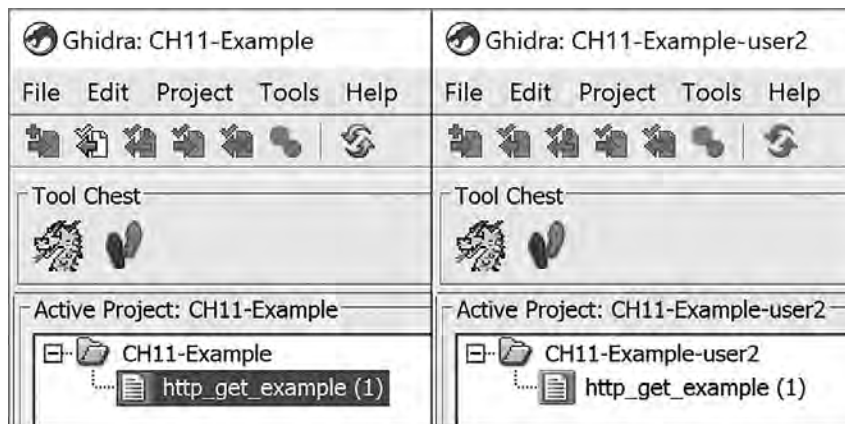 Ghidra: CH11-Example
File Edit Project Tools Help
Tool Chest
Active Project: CH11-Example
CH11-Example
http_get_example (1)
Ghidra: CH11-Example-user2
File Edit Project Tools Help
Tool Chest
Active Project: CH11-Example-user2
CH11-Example-user2
http_get_example (1)